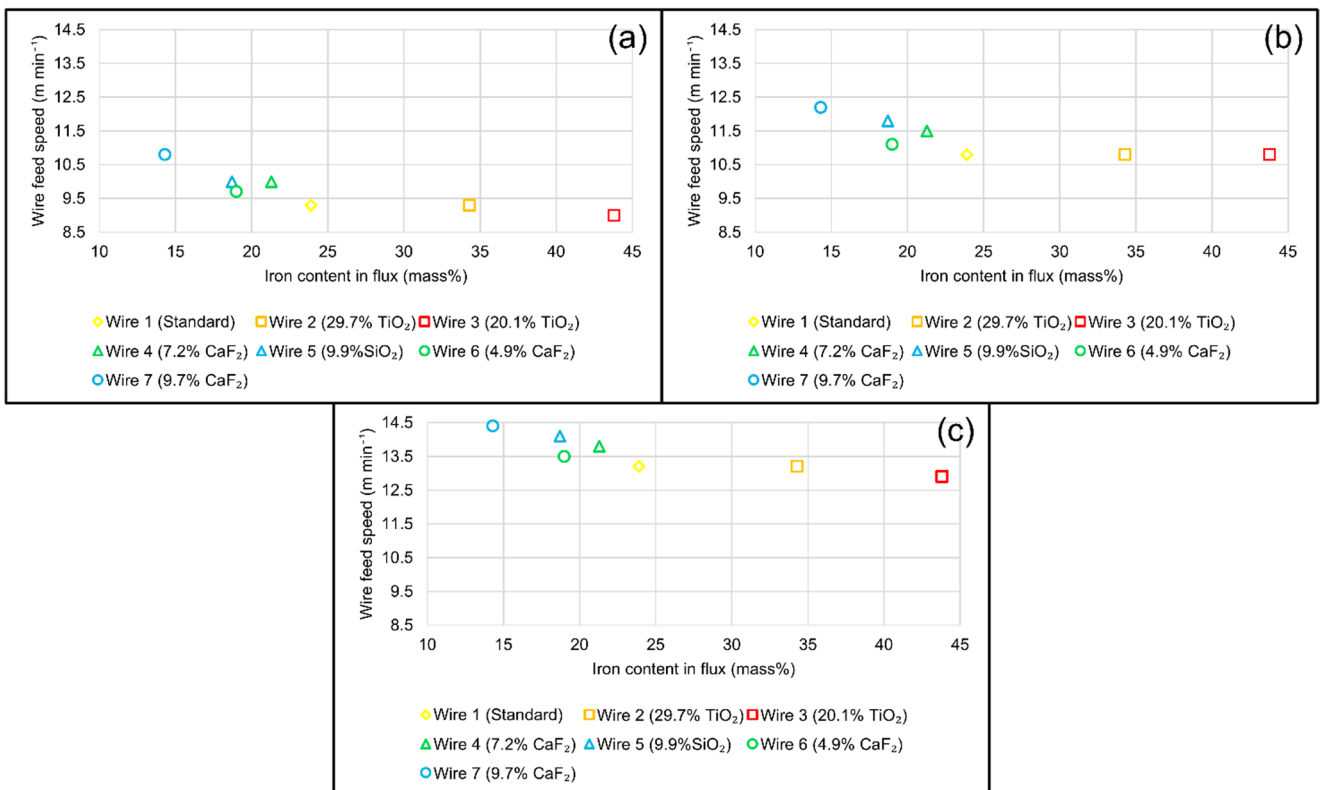 (a)
Wire feed speed (m min⁻¹)
14.5
13.5
12.5
11.5
10.5
9.5
8.5
10 15 20 25 30 35 40 45
Iron content in flux (mass%)
Wire 1 (Standard) Wire 2 (29.7% TiO₂) Wire 3 (20.1% TiO₂)
Wire 4 (7.2% CaF₂) Wire 5 (9.9%SiO₂) Wire 6 (4.9% CaF₂)
Wire 7 (9.7% CaF₂)
(b)
Wire feed speed (m min⁻¹)
14.5
13.5
12.5
11.5
10.5
9.5
8.5
10 15 20 25 30 35 40 45
Iron content in flux (mass%)
Wire 1 (Standard) Wire 2 (29.7% TiO₂) Wire 3 (20.1% TiO₂)
Wire 4 (7.2% CaF₂) Wire 5 (9.9%SiO₂) Wire 6 (4.9% CaF₂)
Wire 7 (9.7% CaF₂)
(c)
Wire feed speed (m min⁻¹)
14.5
13.5
12.5
11.5
10.5
9.5
8.5
10 15 20 25 30 35 40 45
Iron content in flux (mass%)
Wire 1 (Standard) Wire 2 (29.7% TiO₂) Wire 3 (20.1% TiO₂)
Wire 4 (7.2% CaF₂) Wire 5 (9.9%SiO₂) Wire 6 (4.9% CaF₂)
Wire 7 (9.7% CaF₂)